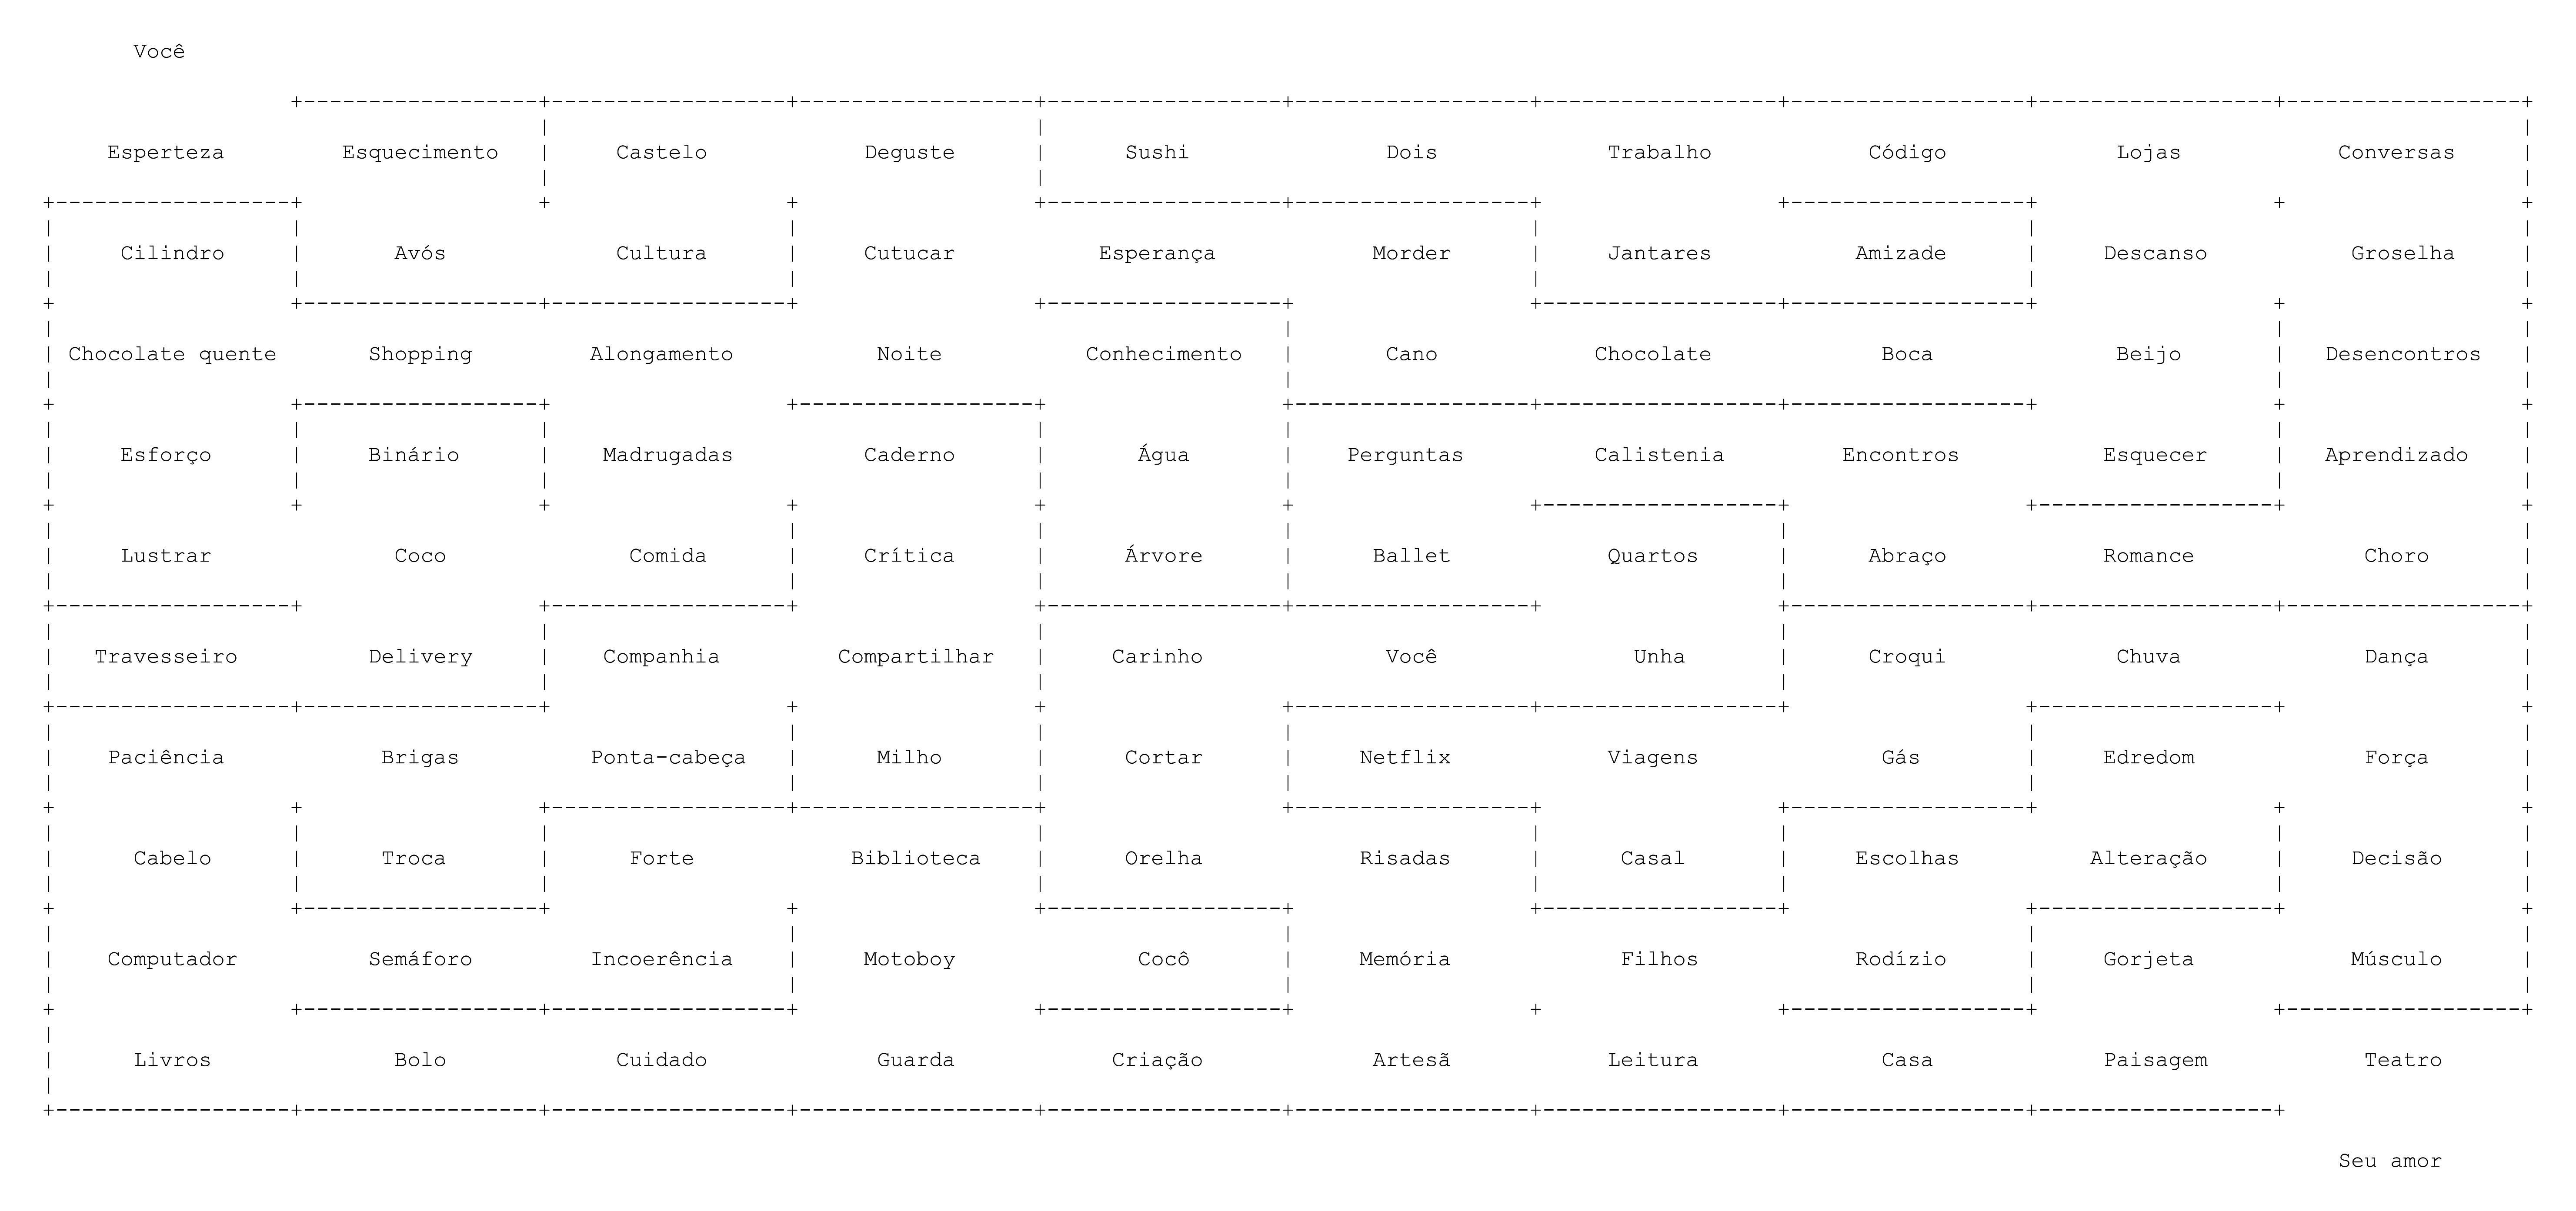 Você
Esperteza Esquecimento Castelo Deguste Sushi Dois Trabalho Código Lojas Conversas
Cilindro Avós Cultura Cutucar Esperança Morder Jantares Amizade Descanso Groselha
Chocolate quente Shopping Alongamento Noite Conhecimento Cano Chocolate Boca Beijo Desencontros
Esforço Binário Madrugadas Caderno Água Perguntas Calistenia Encontros Esquecer Aprendizado
Lustrar Coco Comida Crítica Árvore Ballet Quartos Abraço Romance Choro
Travesseiro Delivery Companhia Compartilhar Carinho Você Unha Croqui Chuva Dança
Paciência Brigas Ponta-cabeça Milho Cortar Netflix Viagens Gás Edredom Força
Cabelo Troca Forte Biblioteca Orelha Risadas Casal Escolhas Alteração Decisão
Computador Semáforo Incoerência Motoboy Cocô Memória Filhos Rodízio Gorjeta Músculo
Livros Bolo Cuidado Guarda Criação Artesã Leitura Casa Paisagem Teatro
Seu amor